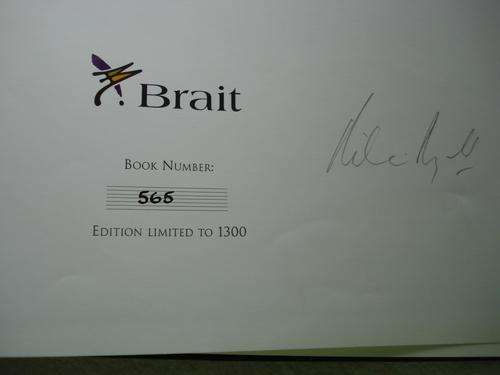 Brait
BOOK NUMBER:
565
EDITION LIMITED TO 1300